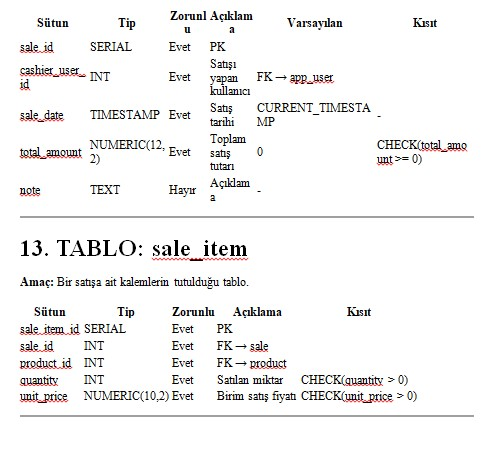 Sütun Tip Zorunlu Açıklama Varsayılan Kısıt
sale_id SERIAL Evet PK
cashier_user_id INT Evet Satışı yapan kullanıcı FK → app_user
sale_date TIMESTAMP Evet Satış tarihi CURRENT_TIMESTAMP -
total_amount NUMERIC(12,2) Evet Toplam satış tutarı 0 CHECK(total_amount >= 0)
note TEXT Hayır Açıklama -
13. TABLO: sale_item
Amaç: Bir satışa ait kalemlerin tutulduğu tablo.
Sütun Tip Zorunlu Açıklama Kısıt
sale_item_id SERIAL Evet PK
sale_id INT Evet FK → sale
product_id INT Evet FK → product
quantity INT Evet Satılan miktar CHECK(quantity > 0)
unit_price NUMERIC(10,2) Evet Birim satış fiyatı CHECK(unit_price > 0)